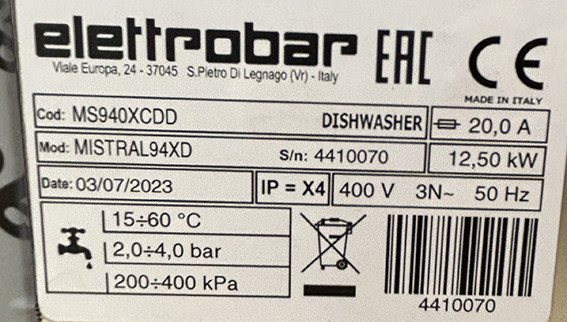 elettrobar EAC CE
Viale Europa, 24 - 37045 S.Pietro Di Legnago (Vr) - Italy
MADE IN ITALY
Cod: MS940XCDD DISHWASHER 20,0 A
Mod: MISTRAL94XD S/n: 4410070 12,50 kW
Date: 03/07/2023 IP = X4 400 V 3N~ 50 Hz
15÷60 °C
2,0÷4,0 bar
200÷400 kPa
4410070